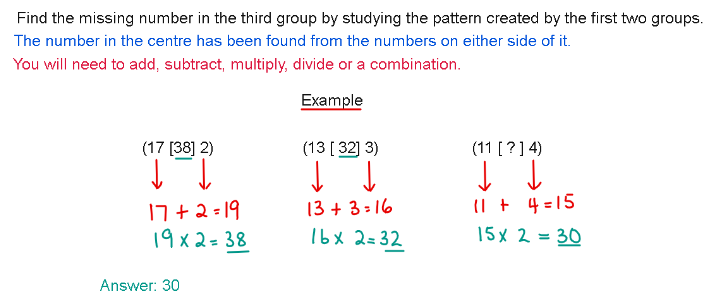 Find the missing number in the third group by studying the pattern created by the first two groups.
The number in the centre has been found from the numbers on either side of it.
You will need to add, subtract, multiply, divide or a combination.
Example
(17 [38] 2) (13 [ 32] 3) (11 [ ? ] 4)
17 + 2 = 19 13 + 3 = 16 11 + 4 = 15
19 x 2 = 38 16 x 2 = 32 15 x 2 = 30
Answer: 30